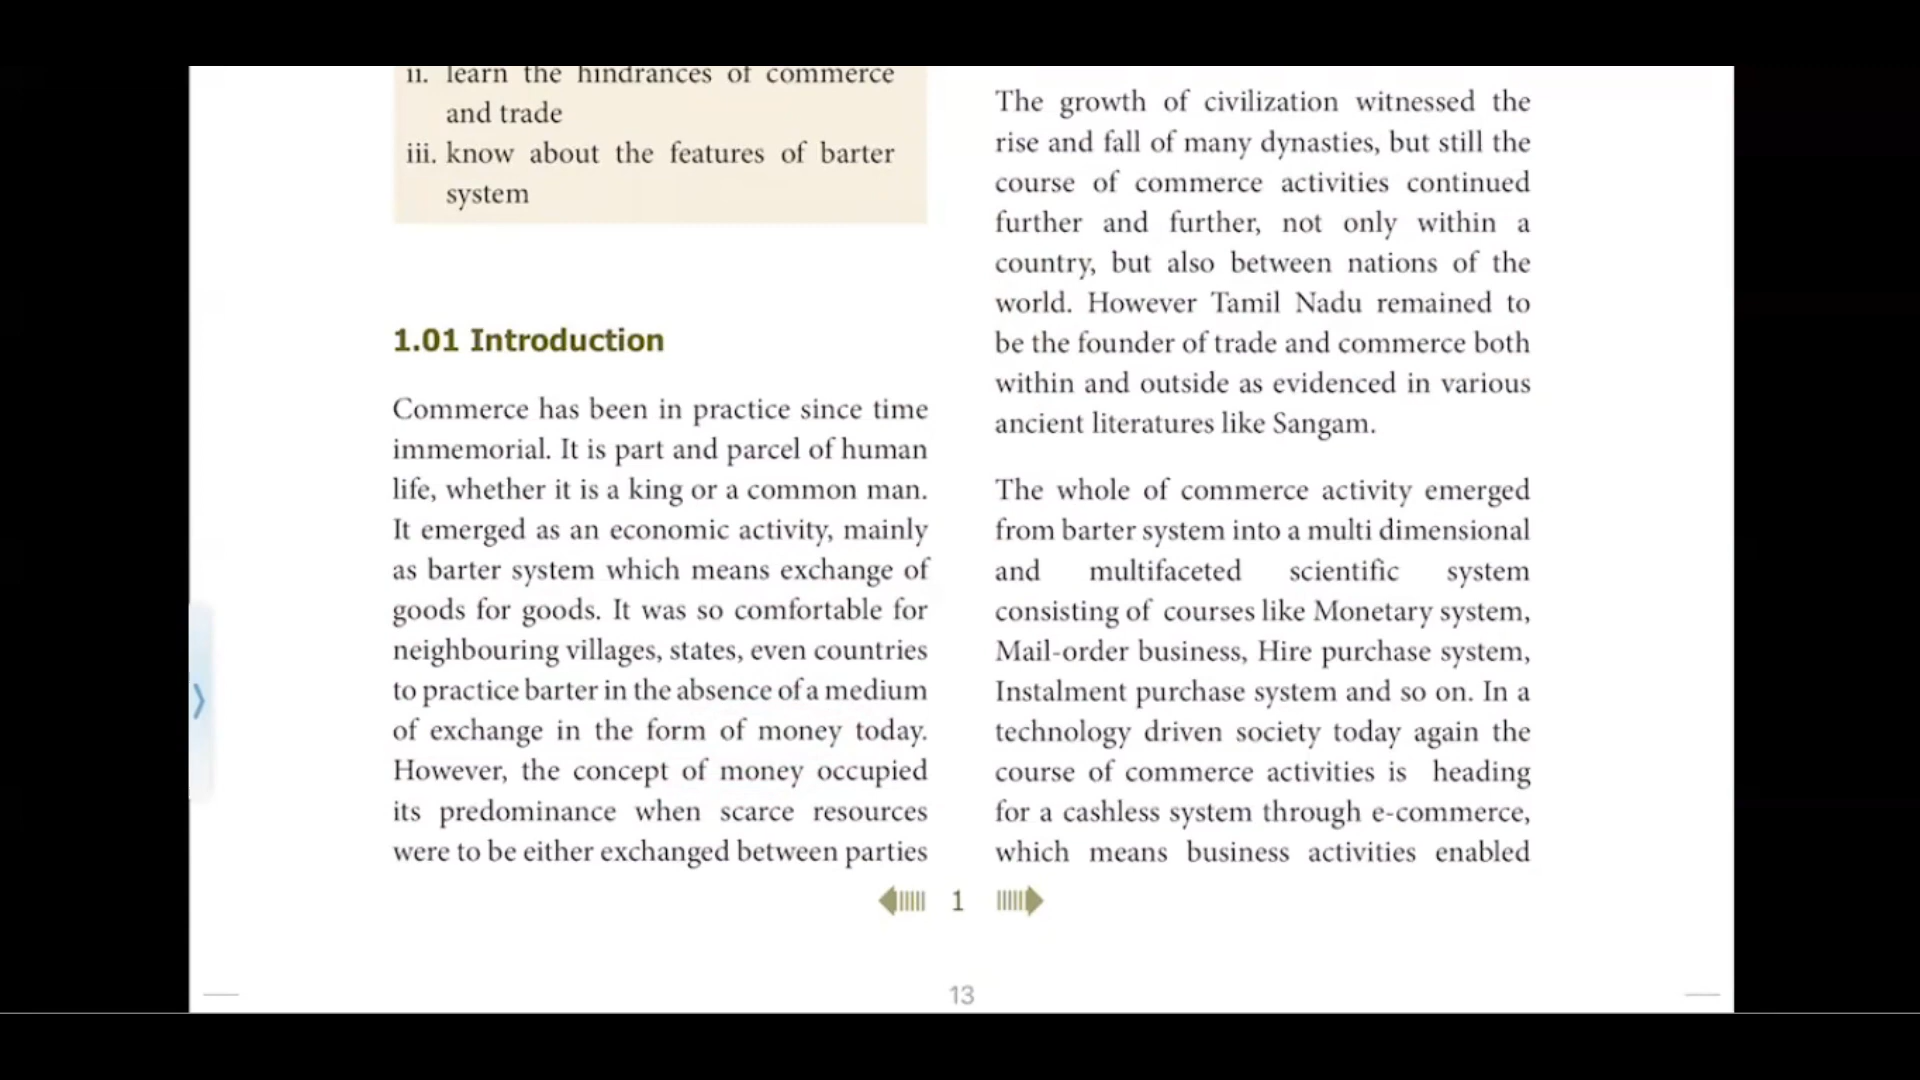 ii. learn the hindrances of commerce
and trade
iii. know about the features of barter
system
1.01 Introduction
Commerce has been in practice since time
immemorial. It is part and parcel of human
life, whether it is a king or a common man.
It emerged as an economic activity, mainly
as barter system which means exchange of
goods for goods. It was so comfortable for
neighbouring villages, states, even countries
to practice barter in the absence of a medium
of exchange in the form of money today.
However, the concept of money occupied
its predominance when scarce resources
were to be either exchanged between parties
The growth of civilization witnessed the
rise and fall of many dynasties, but still the
course of commerce activities continued
further and further, not only within a
country, but also between nations of the
world. However Tamil Nadu remained to
be the founder of trade and commerce both
within and outside as evidenced in various
ancient literatures like Sangam.
The whole of commerce activity emerged
from barter system into a multi dimensional
and multifaceted scientific system
consisting of courses like Monetary system,
Mail-order business, Hire purchase system,
Instalment purchase system and so on. In a
technology driven society today again the
course of commerce activities is heading
for a cashless system through e-commerce,
which means business activities enabled
1
13